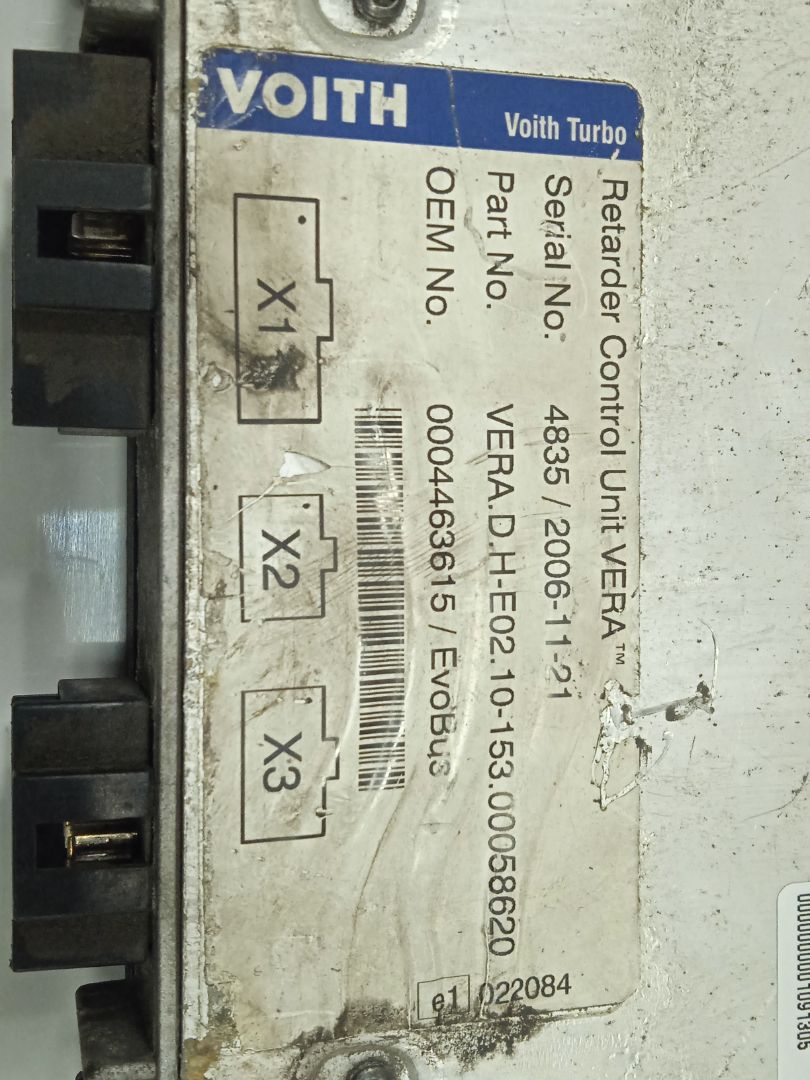 VOITH
Voith Turbo
Retarder Control Unit VERA™
Serial No. 4835 / 2006-11-21
Part No. VERA.D.H-E02.10-153.00058620
OEM No. 0004463615 / EvoBus
X1 X2 X3
e1 022084